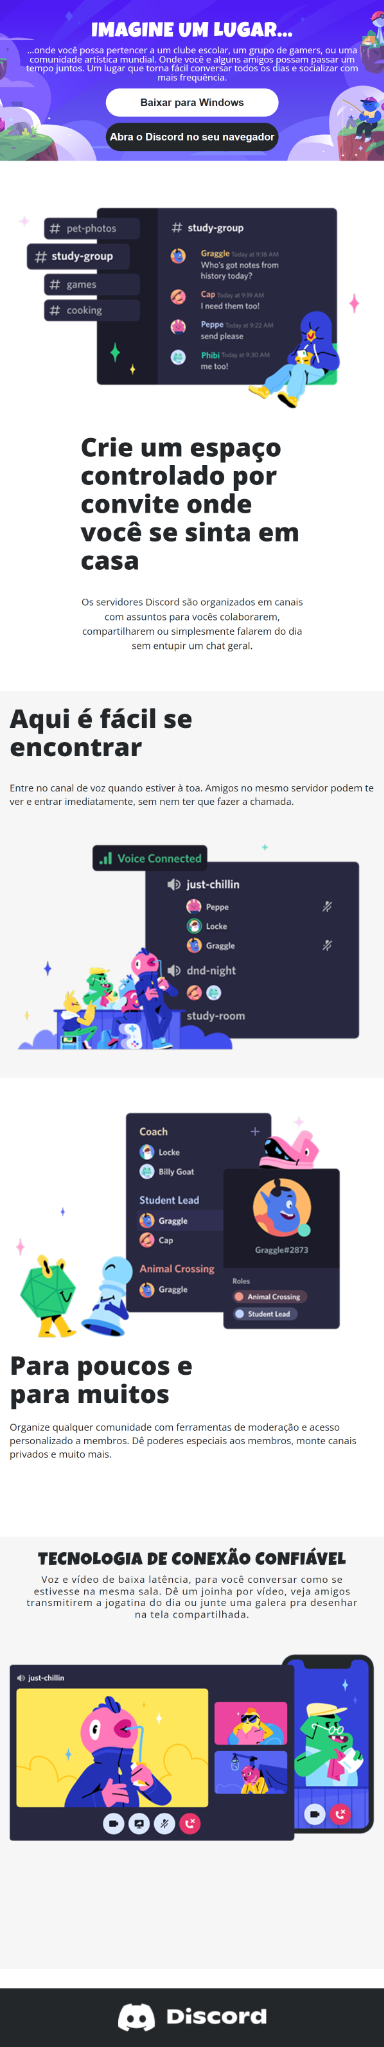 IMAGINE UM LUGAR...
...onde você possa pertencer a um clube escolar, um grupo de gamers, ou uma
comunidade artística mundial. Onde você e alguns amigos possam passar um
tempo juntos. Um lugar que torna fácil conversar todos os dias e socializar com
mais frequência.
Baixar para Windows
Abra o Discord no seu navegador
# pet-photos
# study-group
# games
# cooking
# study-group
Graggle Today at 9:18 AM
Who's got notes from
history today?
Cap Today at 9:19 AM
I need them too!
Peppe Today at 9:22 AM
send please
Phibi Today at 9:30 AM
me too!
Crie um espaço
controlado por
convite onde
você se sinta em
casa
Os servidores Discord são organizados em canais
com assuntos para vocês colaborarem,
compartilharem ou simplesmente falarem do dia
sem entupir um chat geral.
Aqui é fácil se
encontrar
Entre no canal de voz quando estiver à toa. Amigos no mesmo servidor podem te
ver e entrar imediatamente, sem nem ter que fazer a chamada.
Voice Connected
just-chillin
Peppe
Locke
Graggle
dnd-night
study-room
Coach +
Locke
Billy Goat
Student Lead
Graggle
Cap
Animal Crossing
Graggle
Graggle#2873
Roles
Animal Crossing
Student Lead
Para poucos e
para muitos
Organize qualquer comunidade com ferramentas de moderação e acesso
personalizado a membros. Dê poderes especiais aos membros, monte canais
privados e muito mais.
TECNOLOGIA DE CONEXÃO CONFIÁVEL
Voz e vídeo de baixa latência, para você conversar como se
estivesse na mesma sala. Dê um joinha por vídeo, veja amigos
transmitirem a jogatina do dia ou junte uma galera pra desenhar
na tela compartilhada.
just-chillin
Discord